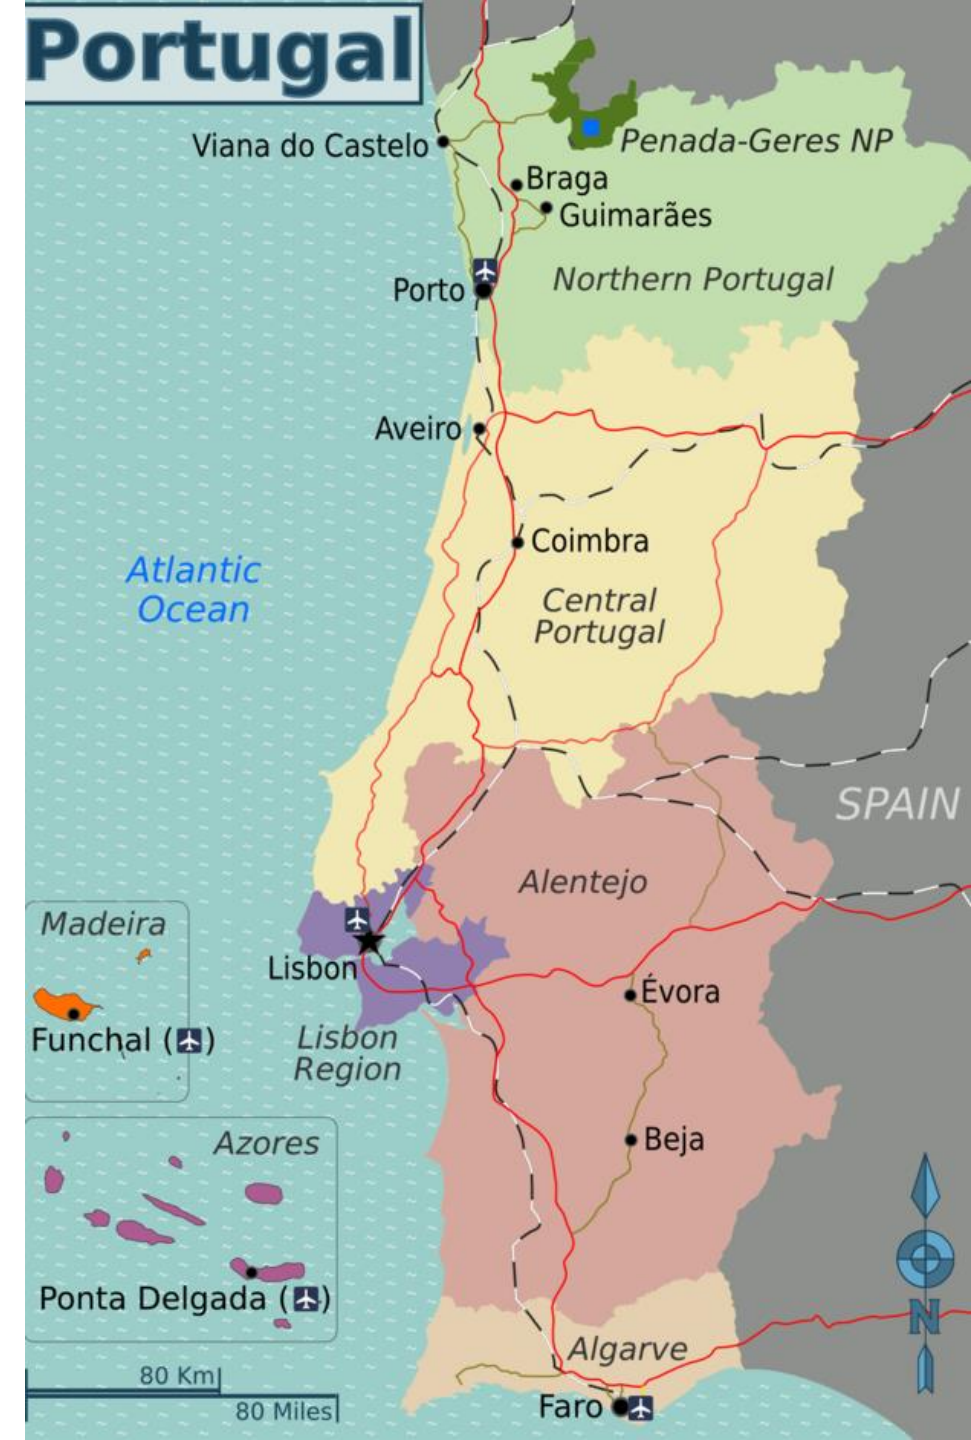 Portugal
Viana do Castelo
Penada-Geres NP
Braga
Guimarães
Northern Portugal
Porto
Aveiro
Coimbra
Atlantic
Ocean
Central
Portugal
SPAIN
Alentejo
Madeira
Lisbon
Évora
Funchal ( )
Lisbon
Region
Azores
Beja
Ponta Delgada ( )
N
Algarve
80 Km
80 Miles
Faro